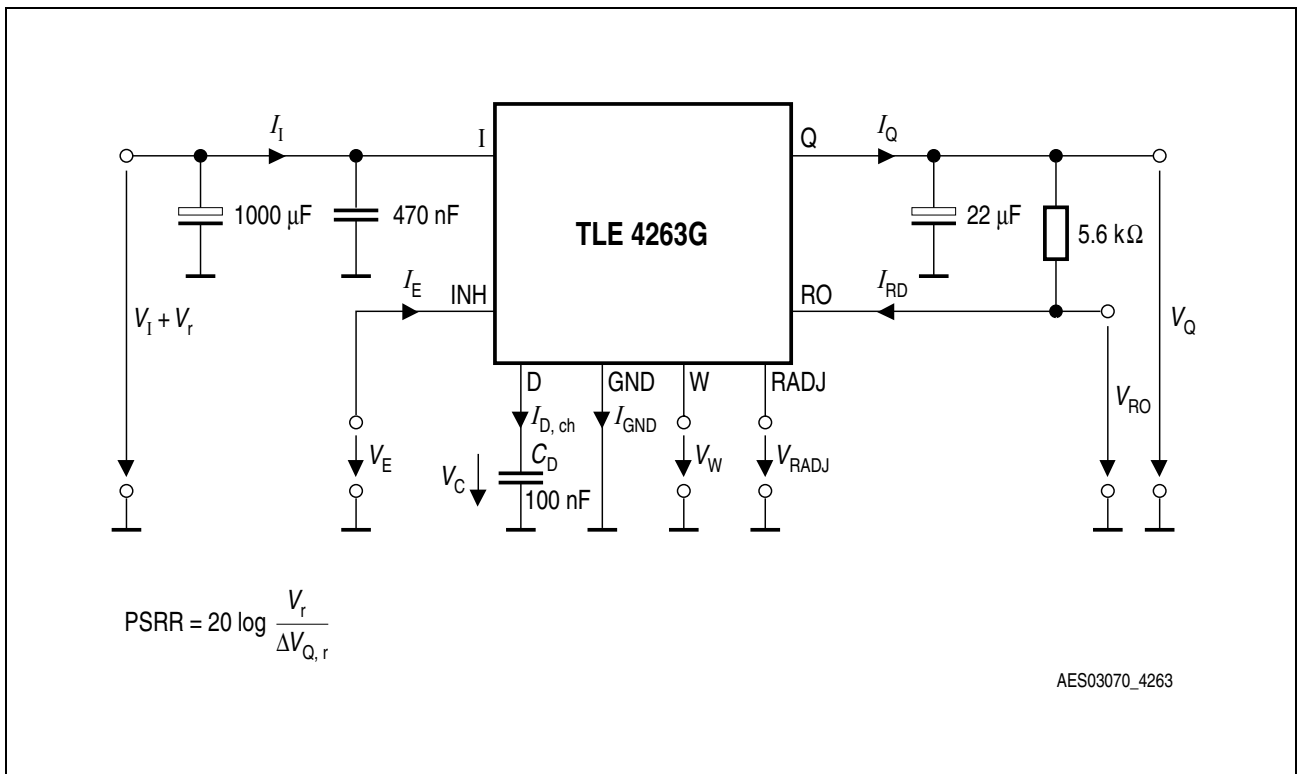 I_I
I
Q
I_Q
1000 µF
470 nF
TLE 4263G
22 µF
5.6 kΩ
I_E
INH
RO
I_RD
V_I + V_r
V_Q
D
GND
W
RADJ
I_D, ch
I_GND
V_RO
V_E
V_C
C_D
100 nF
V_W
V_RADJ
PSRR = 20 log V_r / ΔV_Q, r
AES03070_4263